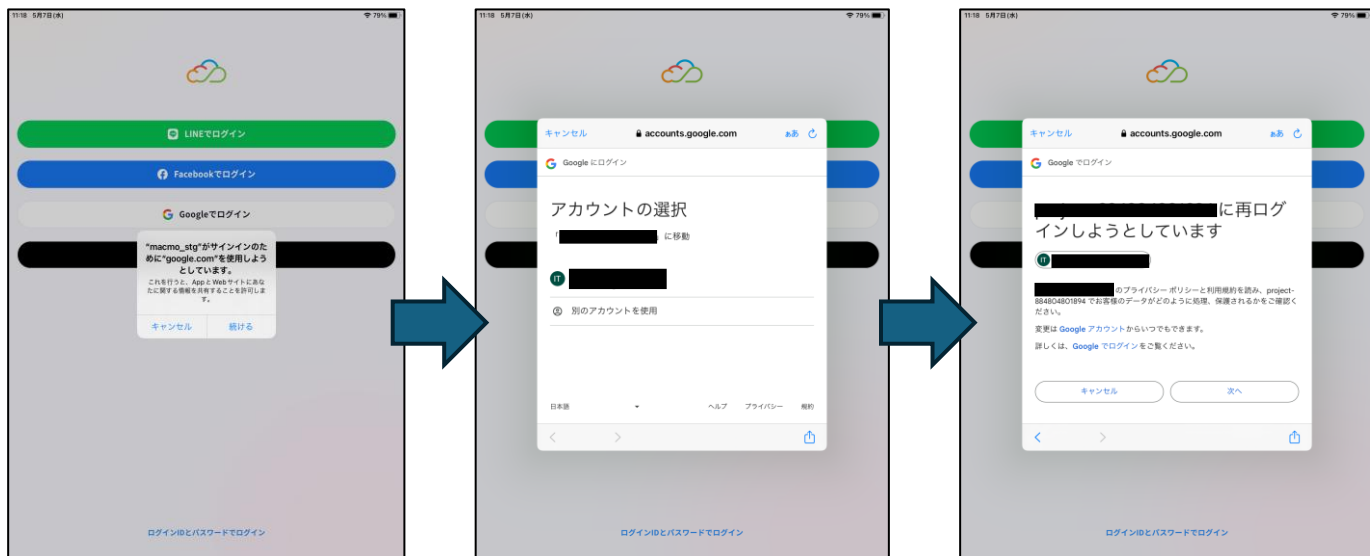 11:18 5月7日(水)
79%
LINEでログイン
Facebookでログイン
Googleでログイン
"macmo_stg"がサインインのた
めに"google.com"を使用しよう
としています。
これを行うと、AppとWebサイトにあな
たに関する情報を共有することを許可しま
す。
キャンセル 続ける
ログインIDとパスワードでログイン
11:18 5月7日(水)
79%
キャンセル accounts.google.com ぁあ
Google にログイン
アカウントの選択
「 」に移動
IT
別のアカウントを使用
日本語 ヘルプ プライバシー 規約
ログインIDとパスワードでログイン
11:18 5月7日(水)
79%
キャンセル accounts.google.com ぁあ
Google でログイン
に再ログ
インしようとしています
IT
のプライバシー ポリシーと利用規約を読み、project-
884804801894 でお客様のデータがどのように処理、保護されるかをご確認く
ださい。
変更は Google アカウントからいつでもできます。
詳しくは、Google でログインをご覧ください。
キャンセル 次へ
ログインIDとパスワードでログイン